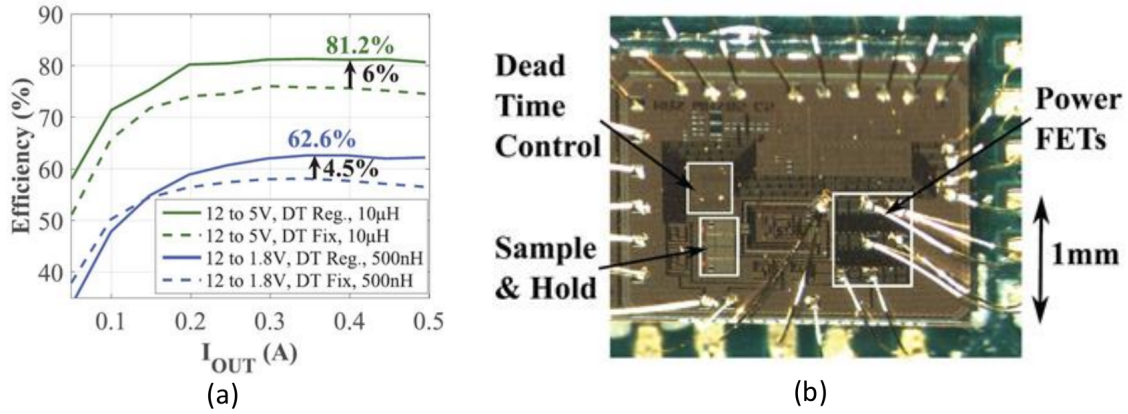 90
80
70
60
50
40
Efficiency (%)
81.2%
6%
62.6%
4.5%
12 to 5V, DT Reg., 10µH
12 to 5V, DT Fix, 10µH
12 to 1.8V, DT Reg., 500nH
12 to 1.8V, DT Fix, 500nH
0.1 0.2 0.3 0.4 0.5
I_OUT (A)
(a)
Dead
Time
Control
Sample
& Hold
Power
FETs
1mm
(b)